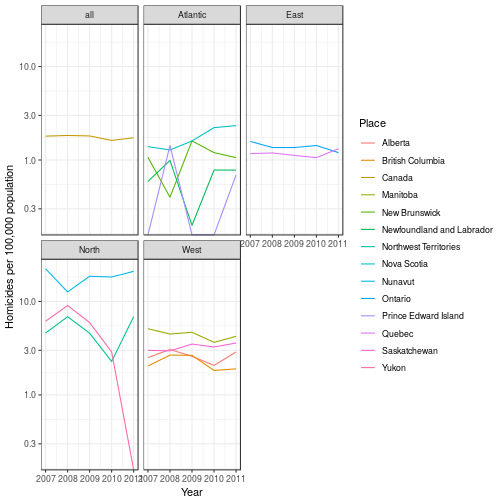 all
Atlantic
East
10.0
3.0
1.0
0.3
2007 2008 2009 2010 2011
North
West
10.0
3.0
1.0
0.3
2007 2008 2009 2010
2007 2008 2009 2010 2011
Year
Homicides per 100,000 population
Place
Alberta
British Columbia
Canada
Manitoba
New Brunswick
Newfoundland and Labrador
Northwest Territories
Nova Scotia
Nunavut
Ontario
Prince Edward Island
Quebec
Saskatchewan
Yukon